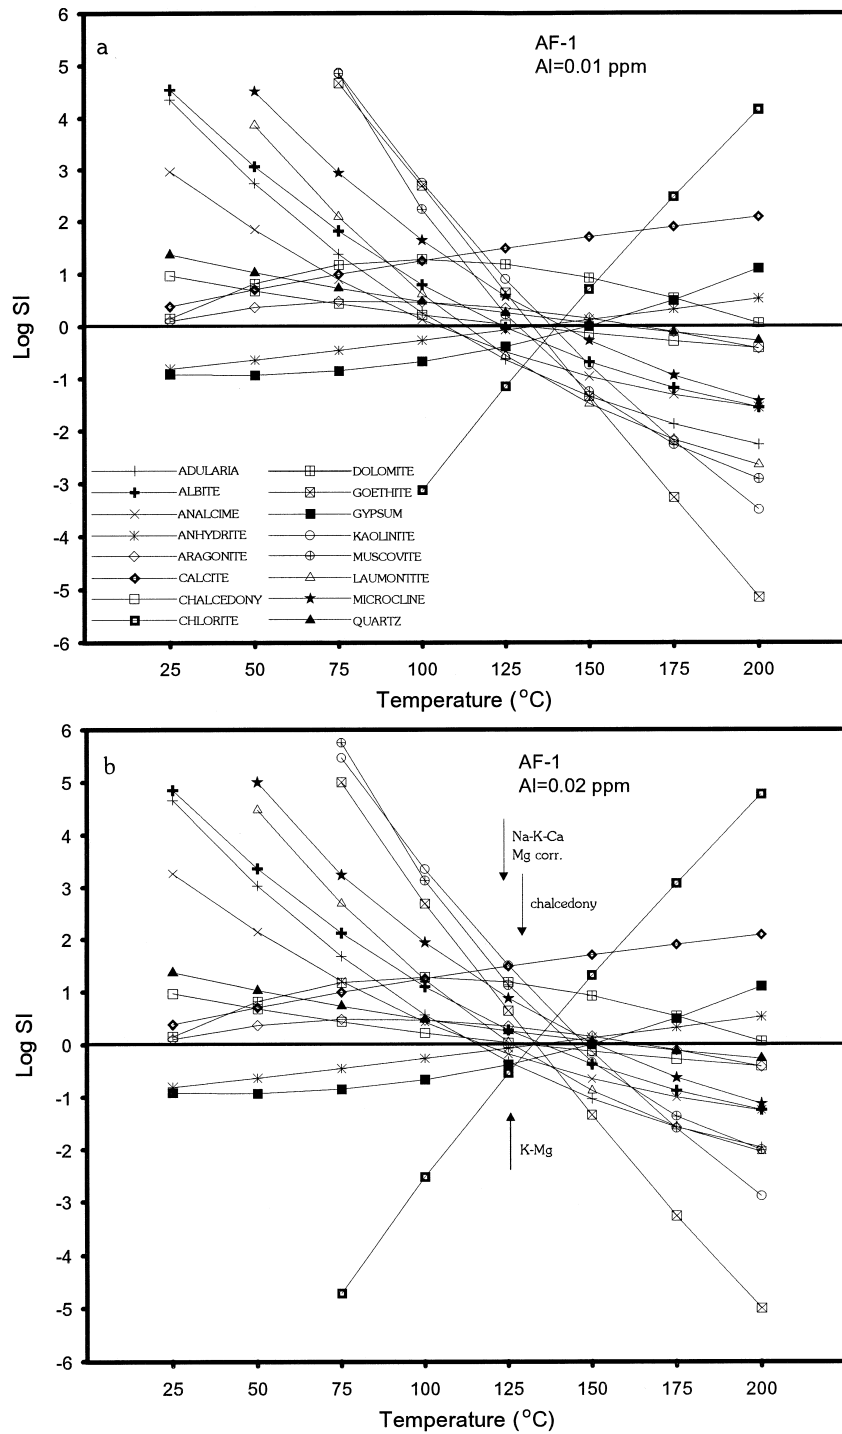 a
AF-1
Al=0.01 ppm
6
5
4
3
2
1
0
-1
-2
-3
-4
-5
-6
Log SI
ADULARIA
ALBITE
ANALCIME
ANHYDRITE
ARAGONITE
CALCITE
CHALCEDONY
CHLORITE
DOLOMITE
GOETHITE
GYPSUM
KAOLINITE
MUSCOVITE
LAUMONTITE
MICROCLINE
QUARTZ
25 50 75 100 125 150 175 200
Temperature (°C)
b
AF-1
Al=0.02 ppm
6
5
4
3
2
1
0
-1
-2
-3
-4
-5
-6
Log SI
Na-K-Ca
Mg corr.
chalcedony
K-Mg
25 50 75 100 125 150 175 200
Temperature (°C)